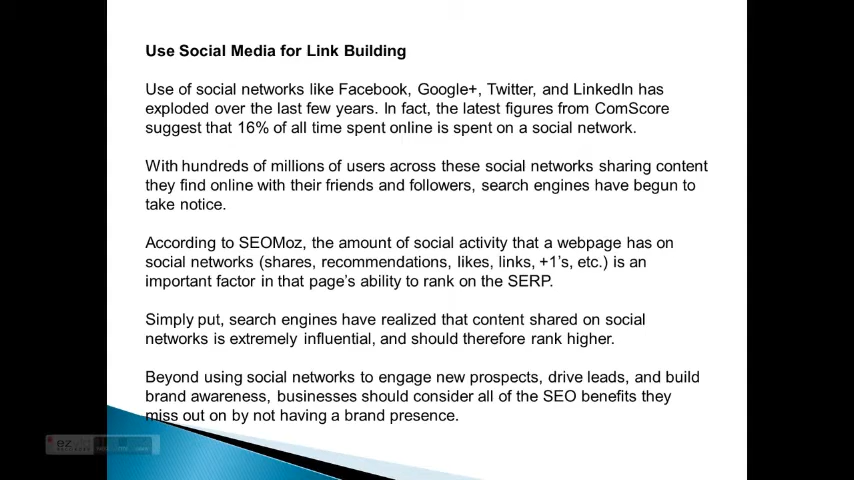 Use Social Media for Link Building
Use of social networks like Facebook, Google+, Twitter, and LinkedIn has
exploded over the last few years. In fact, the latest figures from ComScore
suggest that 16% of all time spent online is spent on a social network.
With hundreds of millions of users across these social networks sharing content
they find online with their friends and followers, search engines have begun to
take notice.
According to SEOMoz, the amount of social activity that a webpage has on
social networks (shares, recommendations, likes, links, +1's, etc.) is an
important factor in that page's ability to rank on the SERP.
Simply put, search engines have realized that content shared on social
networks is extremely influential, and should therefore rank higher.
Beyond using social networks to engage new prospects, drive leads, and build
brand awareness, businesses should consider all of the SEO benefits they
miss out on by not having a brand presence.
ez